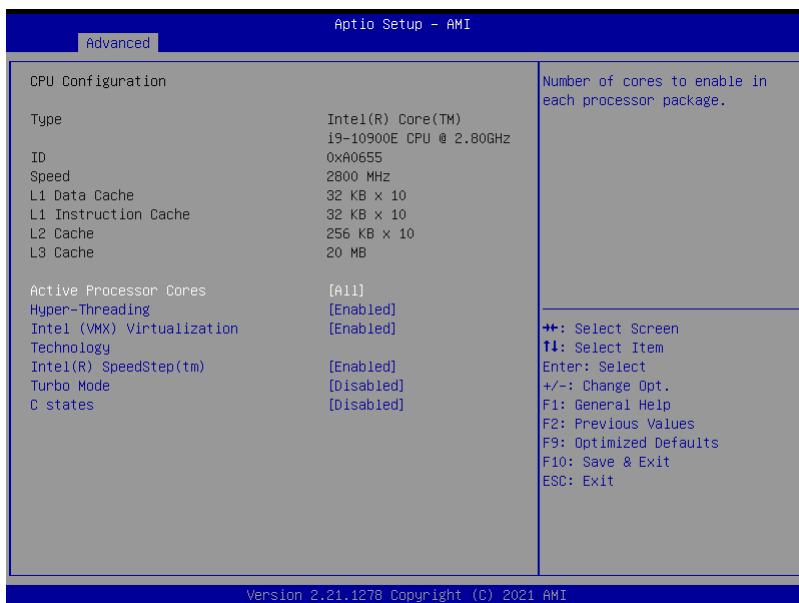 Aptio Setup – AMI
Advanced
CPU Configuration
Type Intel(R) Core(TM)
i9-10900E CPU @ 2.80GHz
ID 0xA0655
Speed 2800 MHz
L1 Data Cache 32 KB x 10
L1 Instruction Cache 32 KB x 10
L2 Cache 256 KB x 10
L3 Cache 20 MB
Active Processor Cores [All]
Hyper-Threading [Enabled]
Intel (VMX) Virtualization [Enabled]
Technology
Intel(R) SpeedStep(tm) [Enabled]
Turbo Mode [Disabled]
C states [Disabled]
Number of cores to enable in
each processor package.
→←: Select Screen
↑↓: Select Item
Enter: Select
+/-: Change Opt.
F1: General Help
F2: Previous Values
F9: Optimized Defaults
F10: Save & Exit
ESC: Exit
Version 2.21.1278 Copyright (C) 2021 AMI